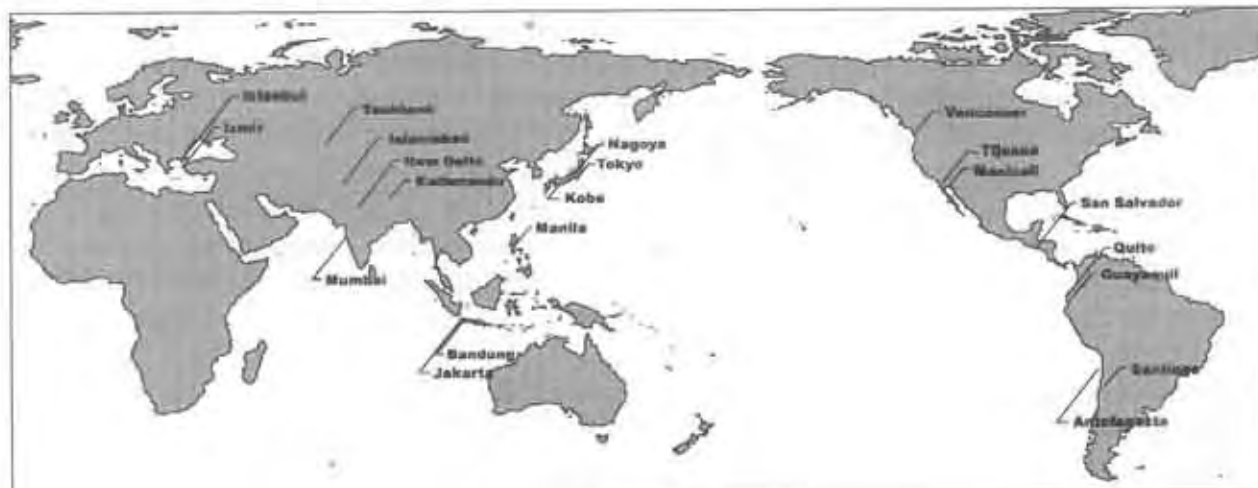 Istanbul
Izmir
Tashkent
Islamabad
New Delhi
Kathmandu
Nagoya
Tokyo
Kobe
Manila
Mumbai
Bandung
Jakarta
Vancouver
Tijuana
Mexicali
San Salvador
Quito
Guayaquil
Santiago
Antofagasta